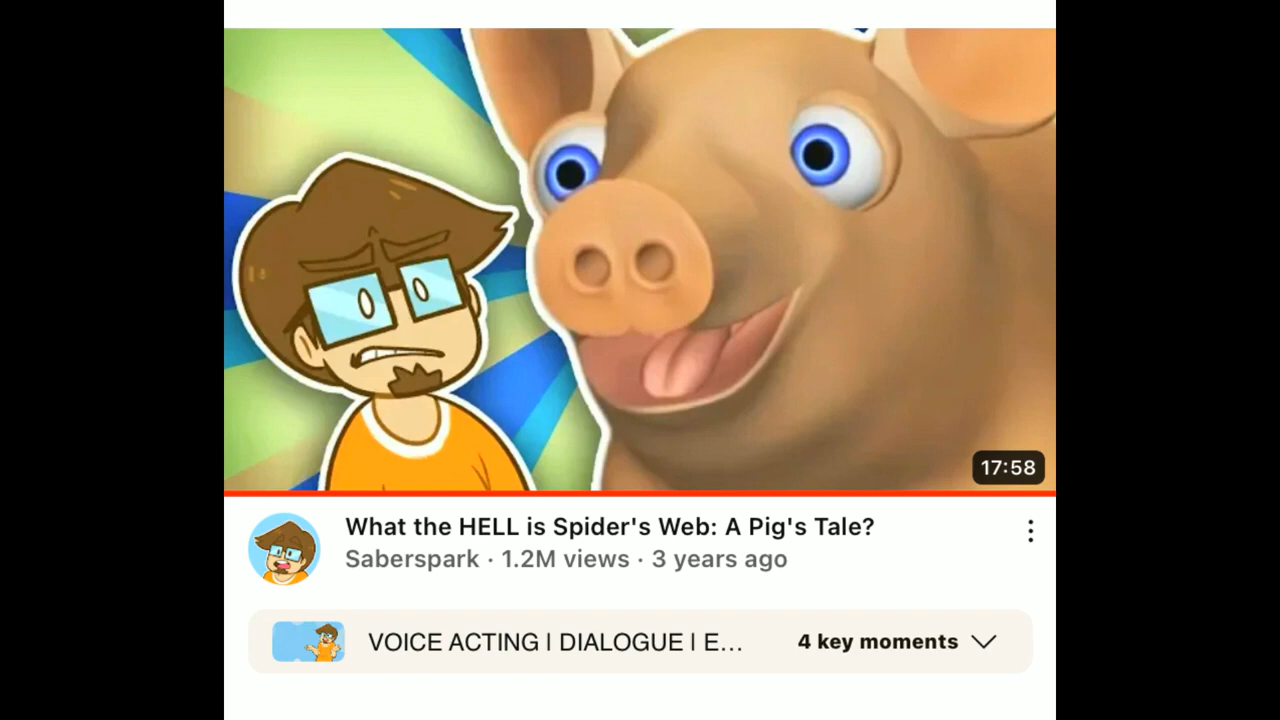 17:58
What the HELL is Spider's Web: A Pig's Tale?
Saberspark · 1.2M views · 3 years ago
VOICE ACTING | DIALOGUE | E... 4 key moments